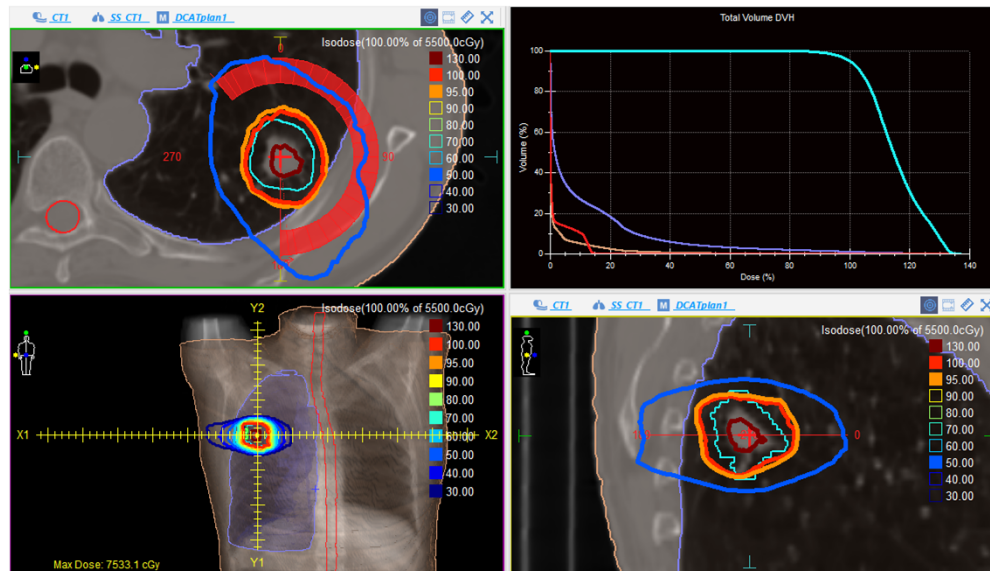 CT1 SS_CT1 M DCATplan1
Isodose(100.00% of 5500.0cGy)
130.00
100.00
95.00
90.00
80.00
70.00
60.00
50.00
40.00
30.00
0
270
90
Total Volume DVH
Volume (%)
100
80
60
40
20
0
0 20 40 60 80 100 120 140
Dose (%)
Y2
Isodose(100.00% of 5500.0cGy)
130.00
100.00
95.00
90.00
80.00
70.00
60.00
50.00
40.00
30.00
X1
X2
Y1
Max Dose: 7533.1 cGy
CT1 SS_CT1 M DCATplan1
Isodose(100.00% of 5500.0cGy)
130.00
100.00
95.00
90.00
80.00
70.00
60.00
50.00
40.00
30.00
0